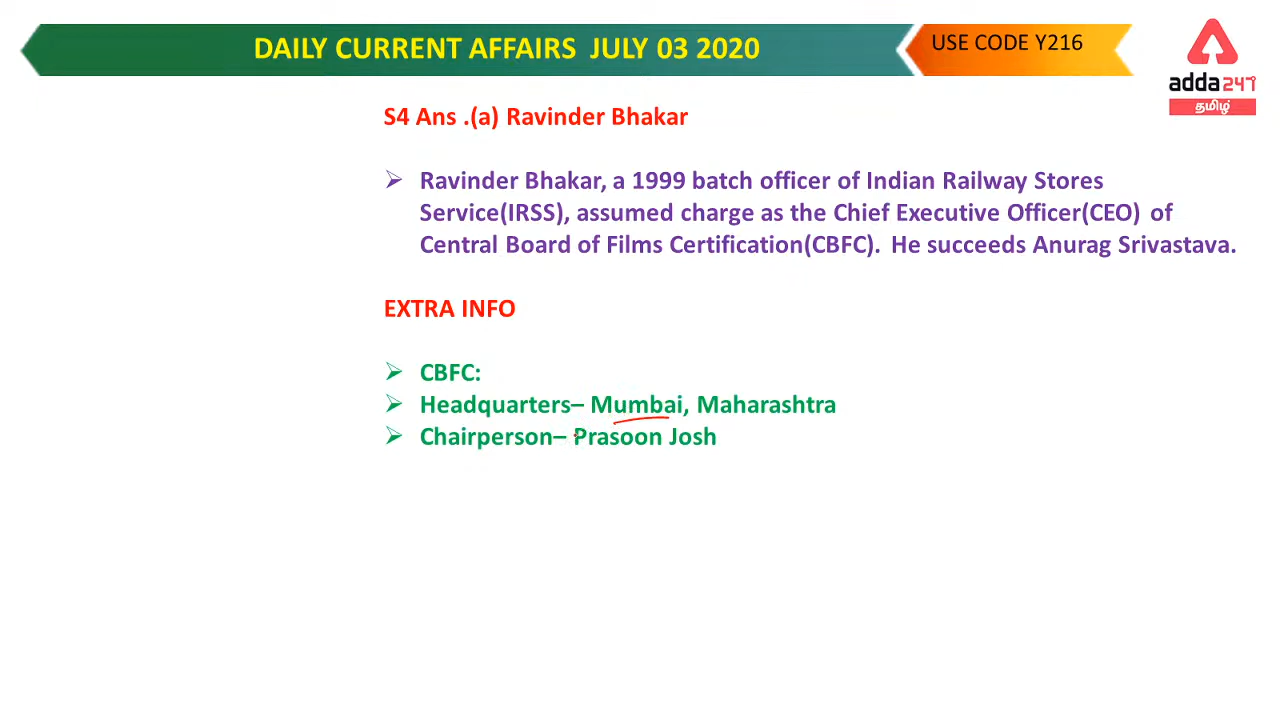 DAILY CURRENT AFFAIRS JULY 03 2020
USE CODE Y216
adda247
தமிழ்
S4 Ans .(a) Ravinder Bhakar
Ravinder Bhakar, a 1999 batch officer of Indian Railway Stores
Service(IRSS), assumed charge as the Chief Executive Officer(CEO) of
Central Board of Films Certification(CBFC). He succeeds Anurag Srivastava.
EXTRA INFO
CBFC:
Headquarters– Mumbai, Maharashtra
Chairperson– Prasoon Josh